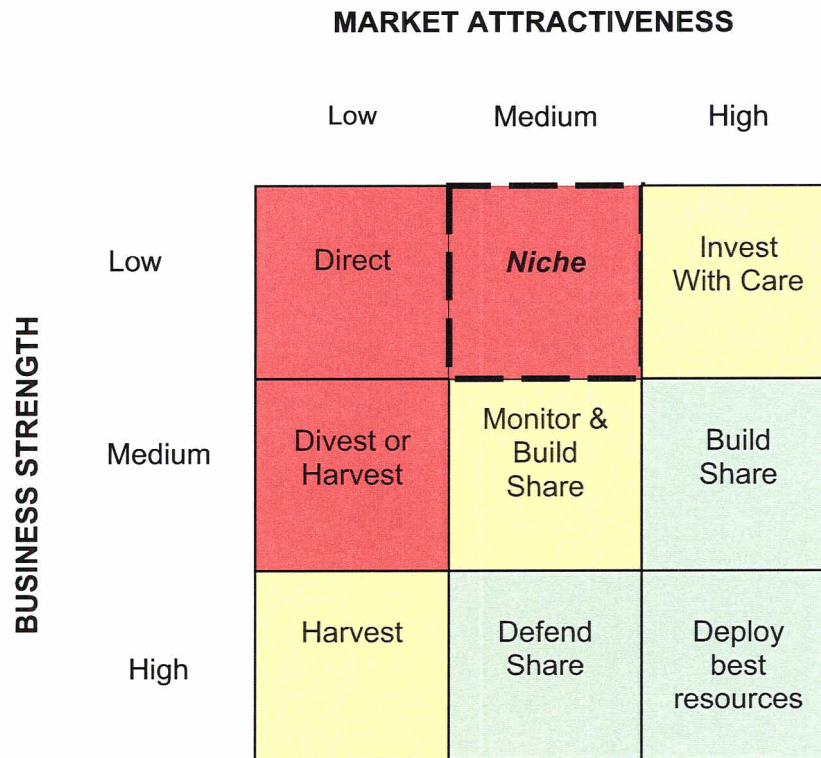 MARKET ATTRACTIVENESS
Low Medium High
Low
Direct
Niche
Invest
With Care
BUSINESS STRENGTH
Medium
Divest or
Harvest
Monitor &
Build
Share
Build
Share
High
Harvest
Defend
Share
Deploy
best
resources